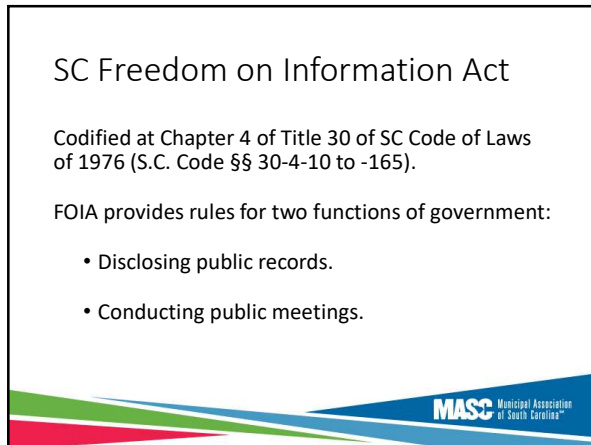 SC Freedom on Information Act
Codified at Chapter 4 of Title 30 of SC Code of Laws
of 1976 (S.C. Code §§ 30-4-10 to -165).
FOIA provides rules for two functions of government:
• Disclosing public records.
• Conducting public meetings.
MASC Municipal Association
of South Carolina™